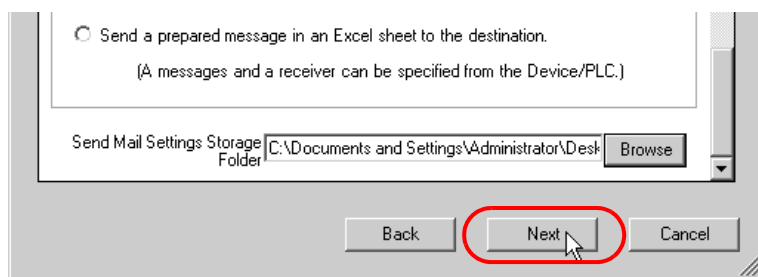 Send a prepared message in an Excel sheet to the destination.
(A messages and a receiver can be specified from the Device/PLC.)
Send Mail Settings Storage
Folder
C:\Documents and Settings\Administrator\Desk
Browse
Back
Next
Cancel